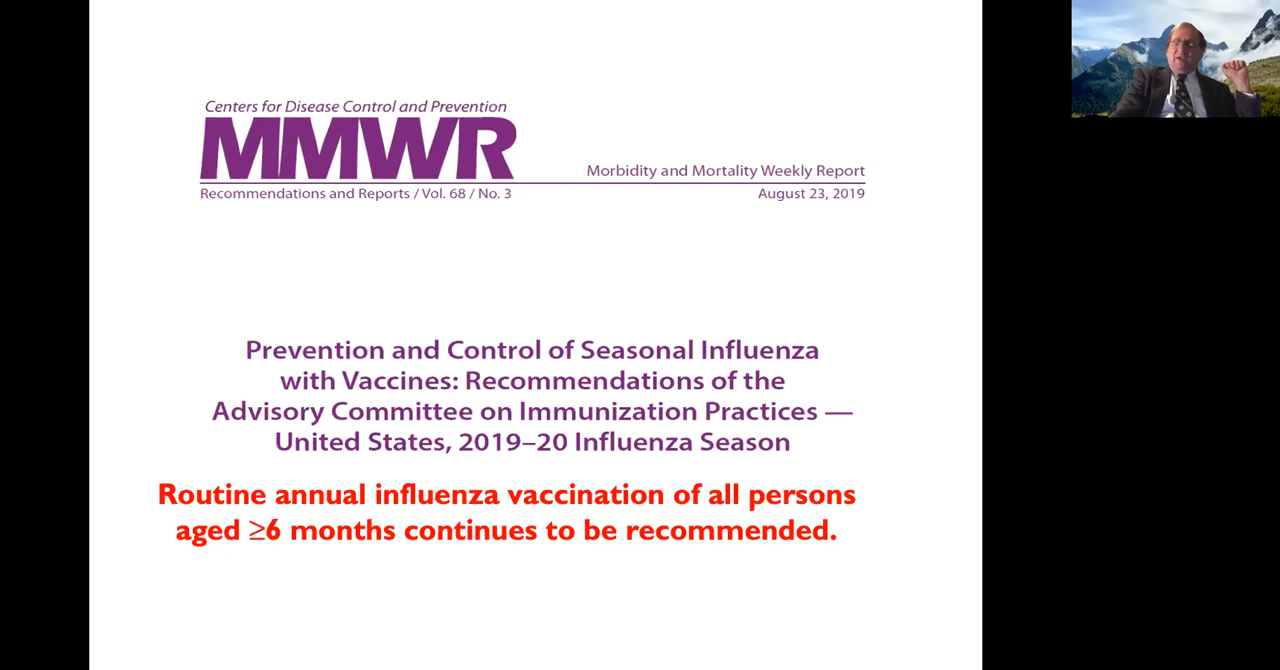 Centers for Disease Control and Prevention
MMWR
Morbidity and Mortality Weekly Report
Recommendations and Reports / Vol. 68 / No. 3
August 23, 2019
Prevention and Control of Seasonal Influenza
with Vaccines: Recommendations of the
Advisory Committee on Immunization Practices —
United States, 2019–20 Influenza Season
Routine annual influenza vaccination of all persons
aged ≥6 months continues to be recommended.